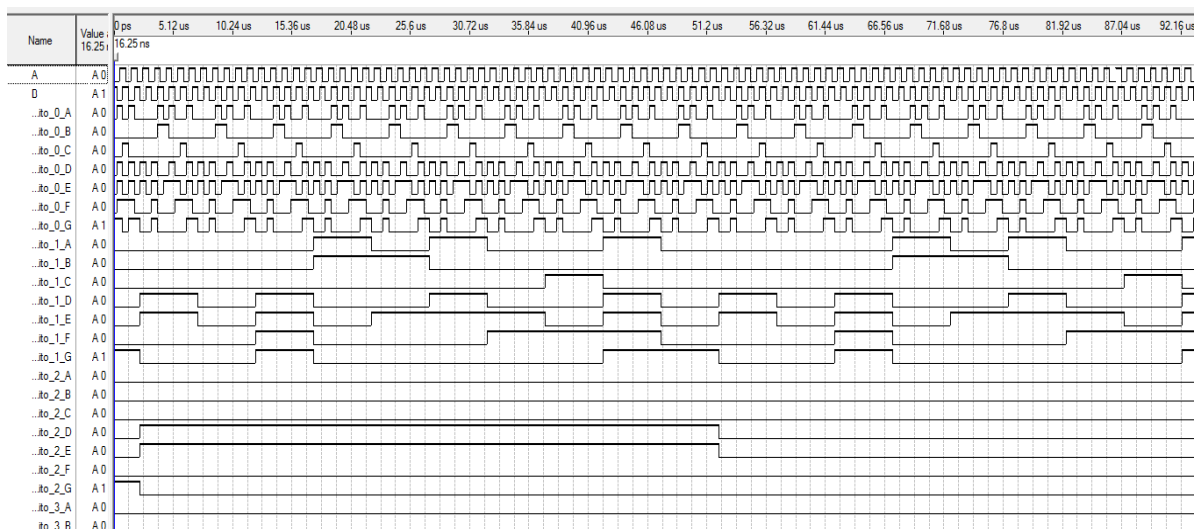 Name
Value a
16.25 r
0 ps 5.12 us 10.24 us 15.36 us 20.48 us 25.6 us 30.72 us 35.84 us 40.96 us 46.08 us 51.2 us 56.32 us 61.44 us 66.56 us 71.68 us 76.8 us 81.92 us 87.04 us 92.16 us
16.25 ns
A A 0
D A 1
...ito_0_A A 0
...ito_0_B A 0
...ito_0_C A 0
...ito_0_D A 0
...ito_0_E A 0
...ito_0_F A 0
...ito_0_G A 1
...ito_1_A A 0
...ito_1_B A 0
...ito_1_C A 0
...ito_1_D A 0
...ito_1_E A 0
...ito_1_F A 0
...ito_1_G A 1
...ito_2_A A 0
...ito_2_B A 0
...ito_2_C A 0
...ito_2_D A 0
...ito_2_E A 0
...ito_2_F A 0
...ito_2_G A 1
...ito_3_A A 0
...ito_3_B A 0